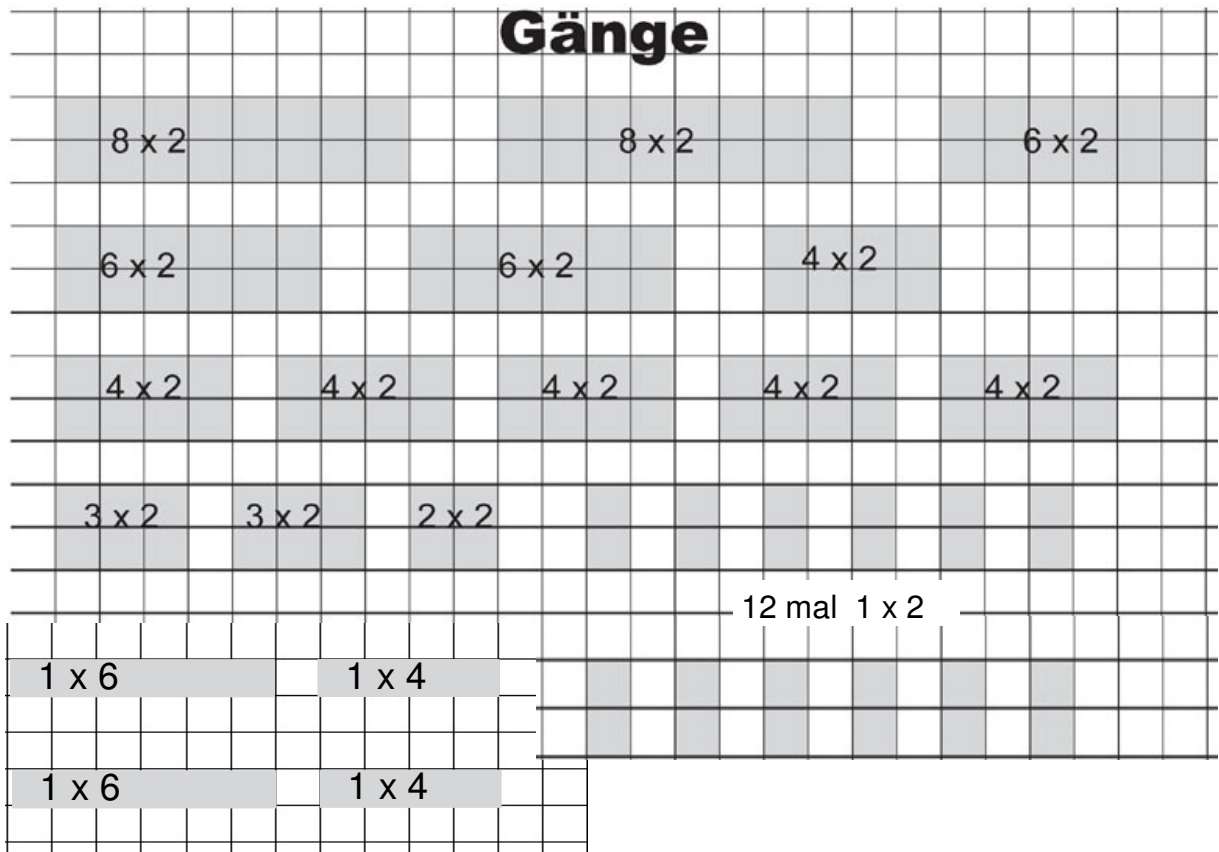 Gänge
8 x 2 8 x 2 6 x 2
6 x 2 6 x 2 4 x 2
4 x 2 4 x 2 4 x 2 4 x 2 4 x 2
3 x 2 3 x 2 2 x 2
12 mal 1 x 2
1 x 6 1 x 4
1 x 6 1 x 4